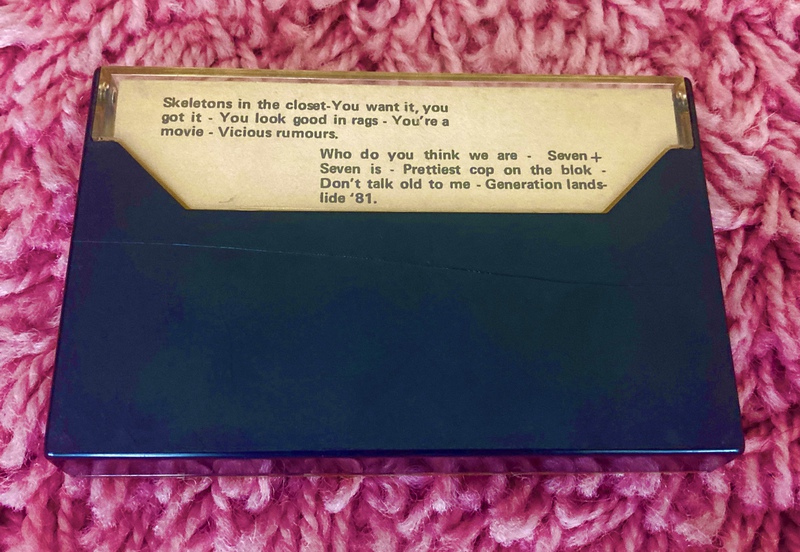 Skeletons in the closet-You want it, you
got it - You look good in rags - You're a
movie - Vicious rumours.
Who do you think we are - Seven+
Seven is - Prettiest cop on the blok -
Don't talk old to me - Generation lands-
lide '81.